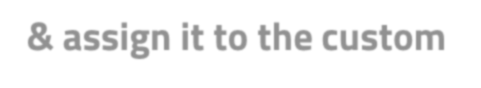 & assign it to the custom